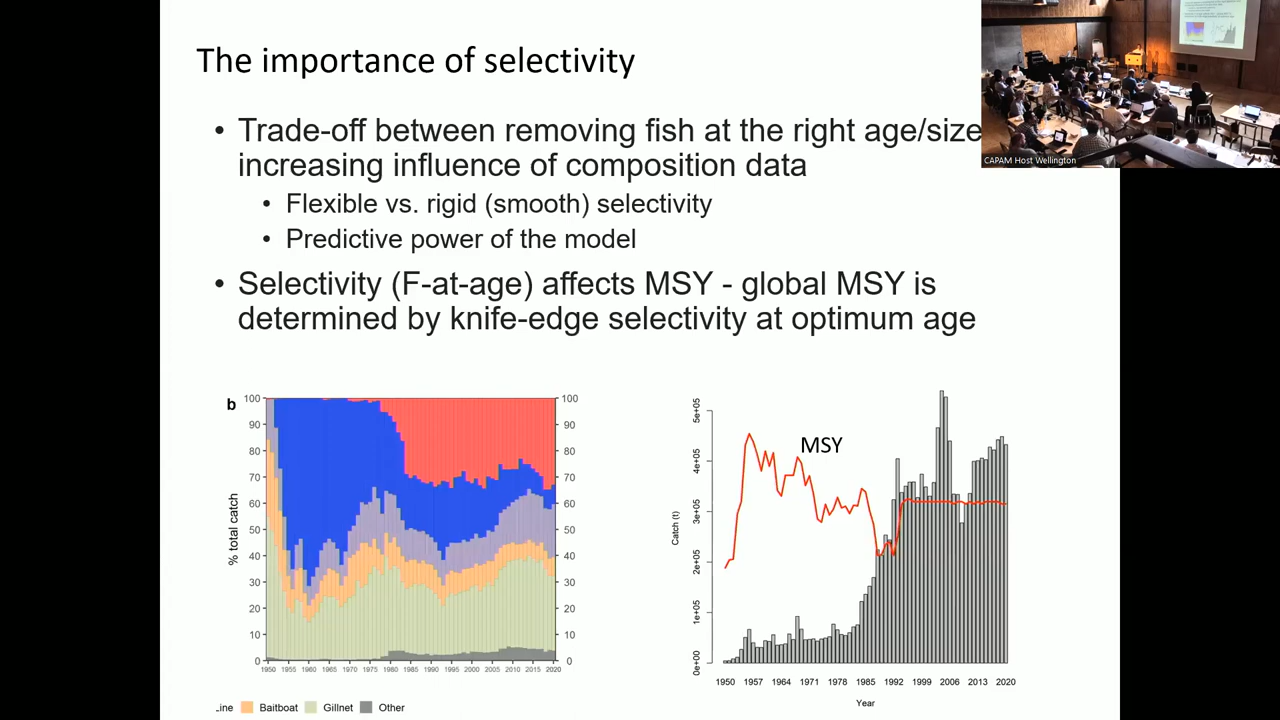 The importance of selectivity
• Trade-off between removing fish at the right age/size
increasing influence of composition data
• Flexible vs. rigid (smooth) selectivity
• Predictive power of the model
• Selectivity (F-at-age) affects MSY - global MSY is
determined by knife-edge selectivity at optimum age
CAPAM Host Wellington
b
% total catch
100
90
80
70
60
50
40
30
20
10
0
100
90
80
70
60
50
40
30
20
10
0
1950 1955 1960 1965 1970 1975 1980 1985 1990 1995 2000 2005 2010 2015 2020
Line Baitboat Gillnet Other
MSY
Catch (t)
5e+05
4e+05
3e+05
2e+05
1e+05
0e+00
1950 1957 1964 1971 1978 1985 1992 1999 2006 2013 2020
Year